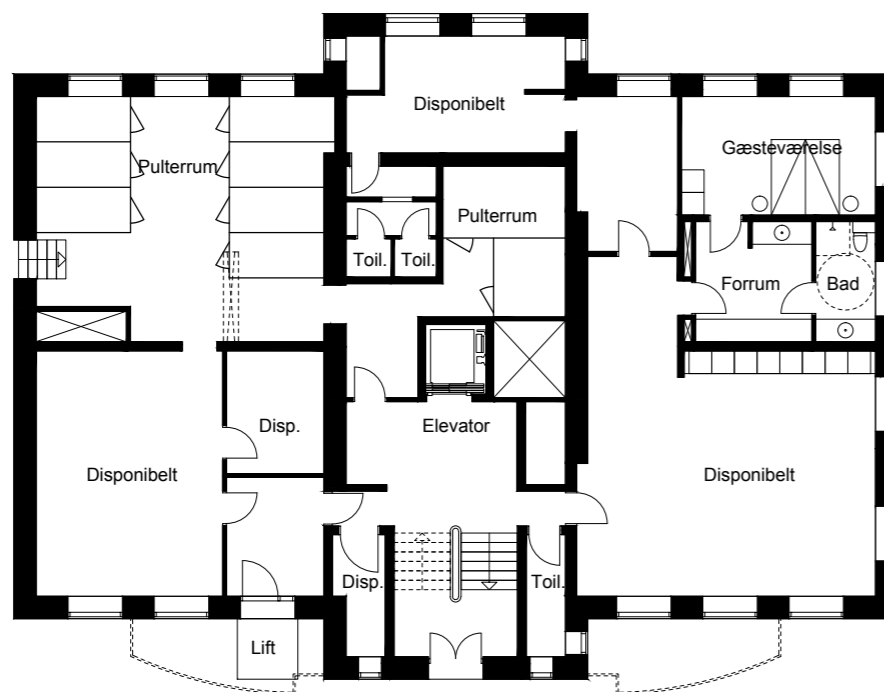 Disponibelt
Gæsteværelse
Pulterrum
Pulterrum
Toil.
Toil.
Forrum
Bad
Elevator
Disp.
Disponibelt
Disponibelt
Disp.
Toil.
Lift